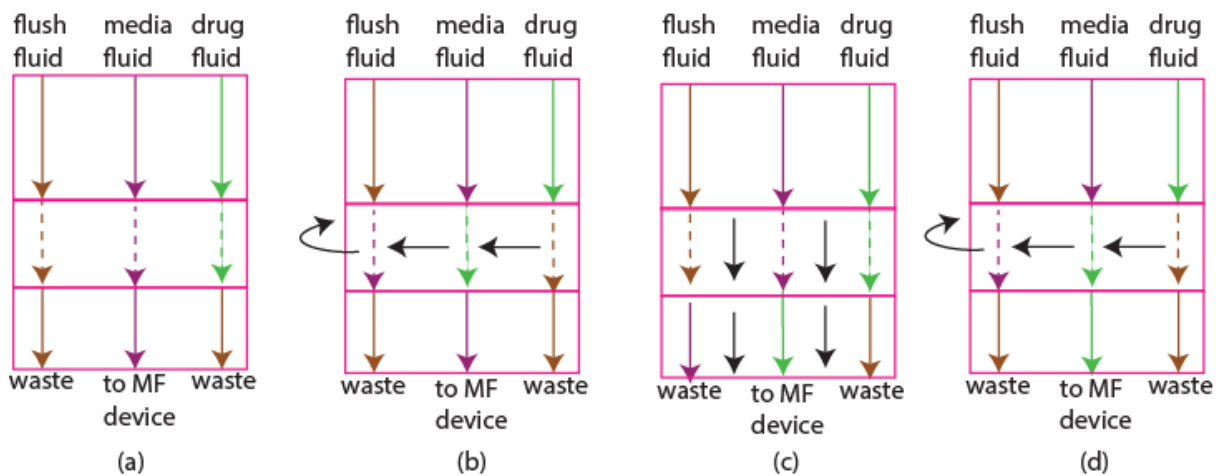 flush media drug
fluid fluid fluid
waste to MF waste
device
(a)
flush media drug
fluid fluid fluid
waste to MF waste
device
(b)
flush media drug
fluid fluid fluid
waste to MF waste
device
(c)
flush media drug
fluid fluid fluid
waste to MF waste
device
(d)